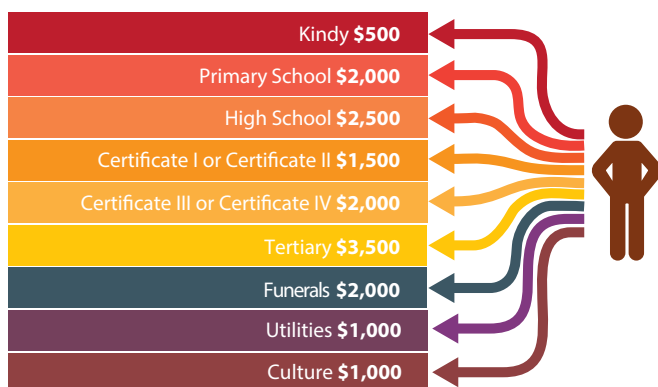 Kindy $500
Primary School $2,000
High School $2,500
Certificate I or Certificate II $1,500
Certificate III or Certificate IV $2,000
Tertiary $3,500
Funerals $2,000
Utilities $1,000
Culture $1,000